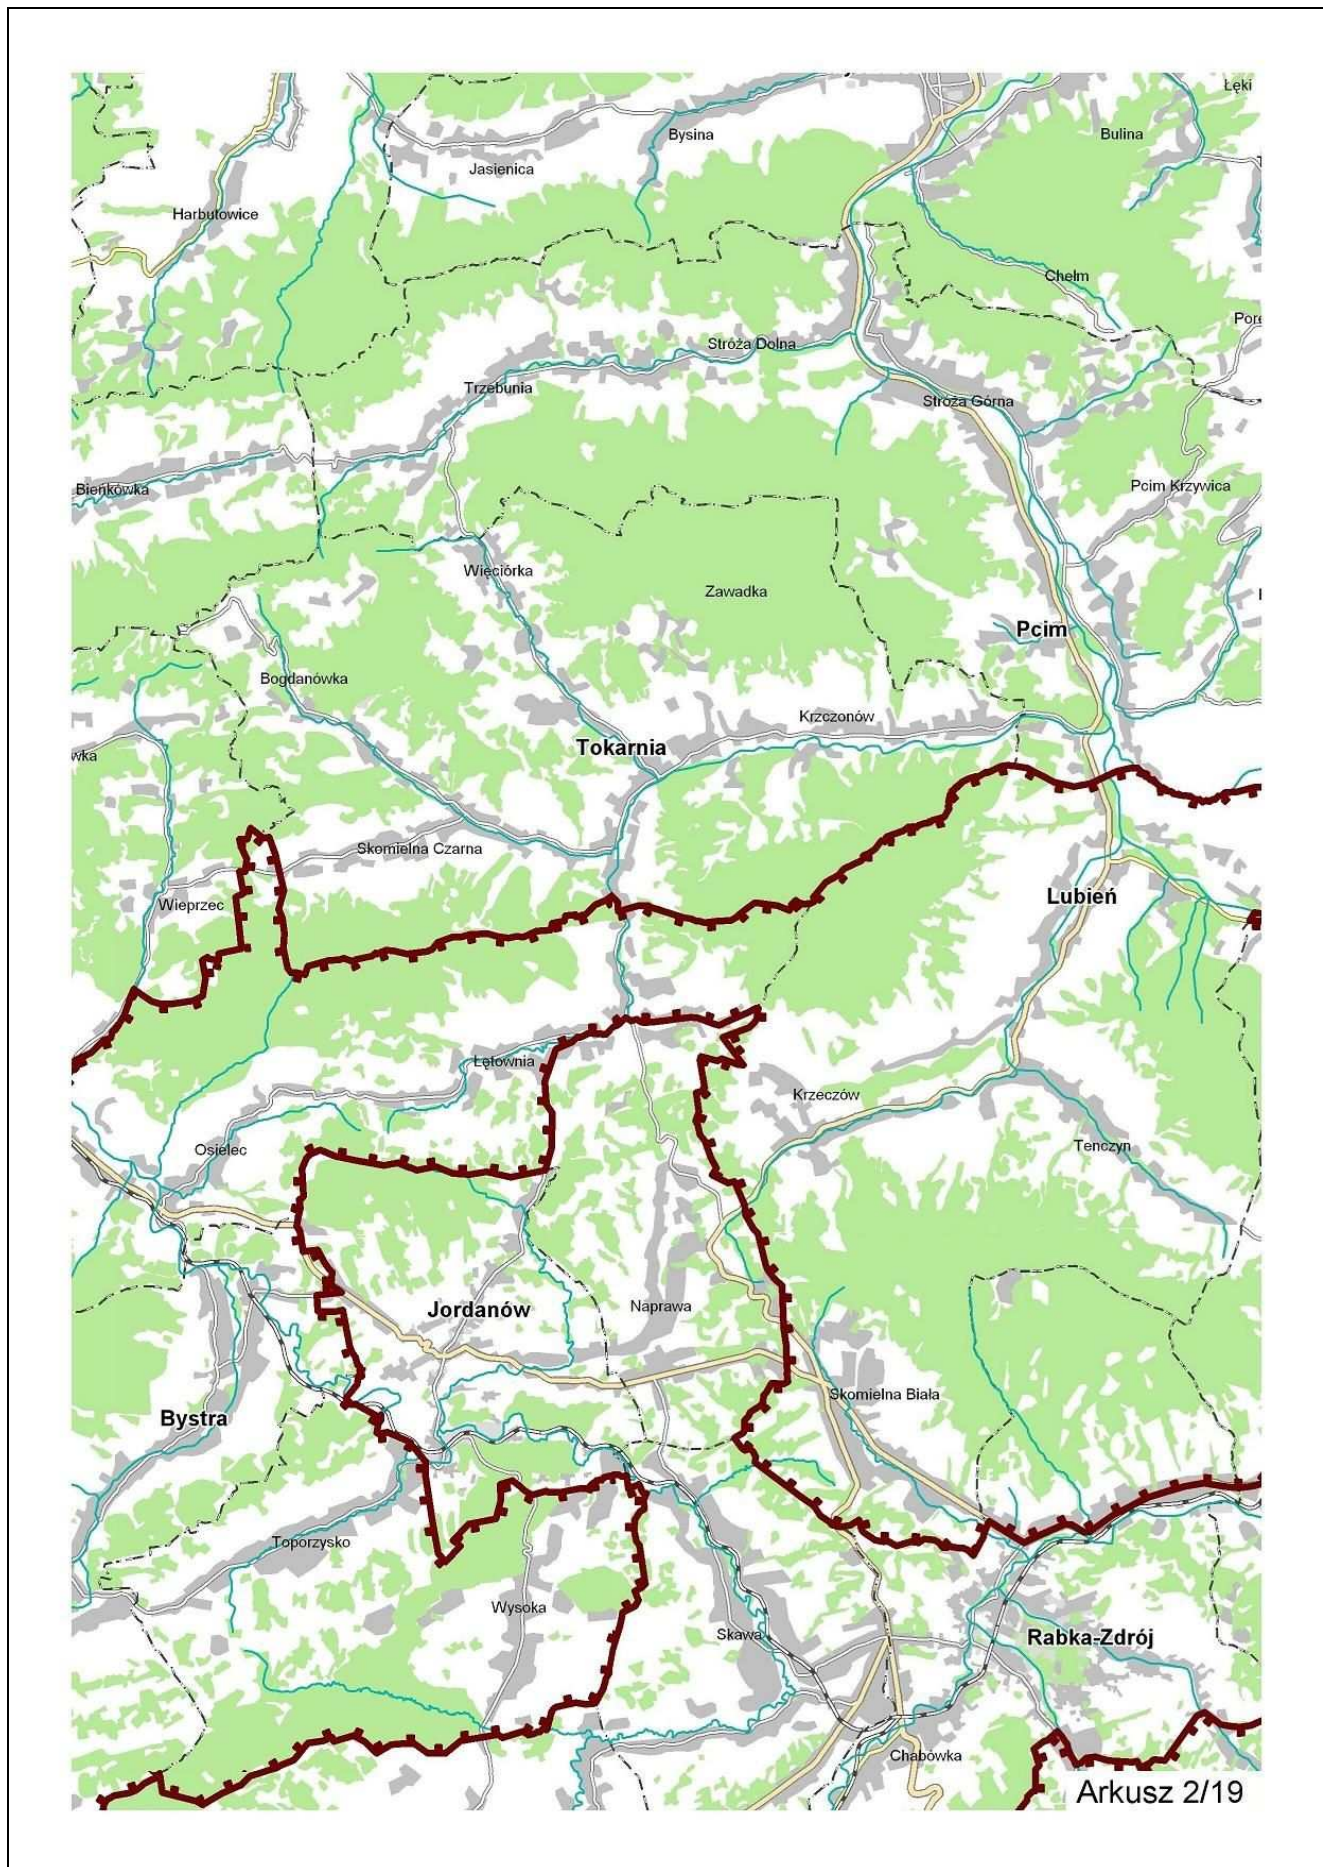 Łęki
Bulina
Bysina
Jasienica
Harbutowice
Chełm
Pore
Stróża Dolna
Trzebunia
Stróża Górna
Bieńkówka
Pcim Krzywica
Więciórka
Zawadka
Pcim
Bogdanówka
Krzczonów
Tokarnia
wka
Skomielna Czarna
Wieprzec
Lubień
Łętownia
Krzeczów
Osielec
Tenczyn
Naprawa
Jordanów
Skomielna Biała
Bystra
Toporzysko
Wysoka
Skawa
Rabka-Zdrój
Chabówka
Arkusz 2/19